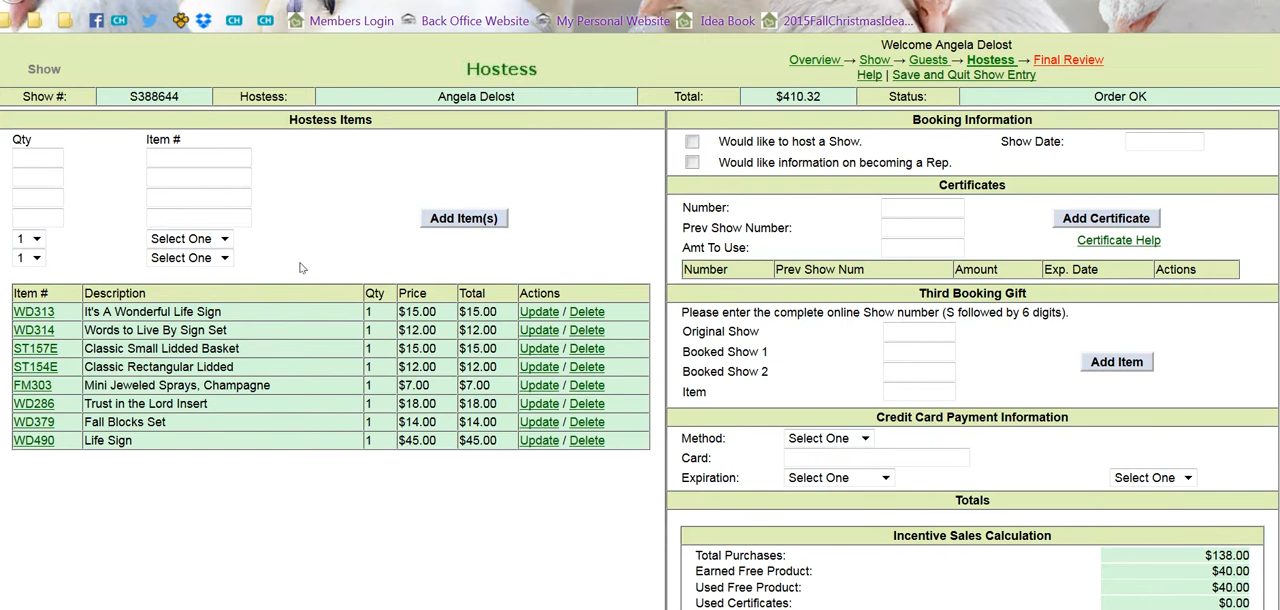 Members Login Back Office Website My Personal Website Idea Book 2015FallChristmasIdea...
Welcome Angela Delost
Overview → Show → Guests → Hostess → Final Review
Help | Save and Quit Show Entry
Show
Hostess
Show #: S388644 Hostess: Angela Delost Total: $410.32 Status: Order OK
Hostess Items
Qty Item #
Add Item(s)
1 Select One
1 Select One
Item # Description Qty Price Total Actions
WD313 It's A Wonderful Life Sign 1 $15.00 $15.00 Update / Delete
WD314 Words to Live By Sign Set 1 $12.00 $12.00 Update / Delete
ST157E Classic Small Lidded Basket 1 $15.00 $15.00 Update / Delete
ST154E Classic Rectangular Lidded 1 $12.00 $12.00 Update / Delete
FM303 Mini Jeweled Sprays, Champagne 1 $7.00 $7.00 Update / Delete
WD286 Trust in the Lord Insert 1 $18.00 $18.00 Update / Delete
WD379 Fall Blocks Set 1 $14.00 $14.00 Update / Delete
WD490 Life Sign 1 $45.00 $45.00 Update / Delete
Booking Information
Would like to host a Show. Show Date:
Would like information on becoming a Rep.
Certificates
Number:
Prev Show Number:
Amt To Use:
Add Certificate
Certificate Help
Number Prev Show Num Amount Exp. Date Actions
Third Booking Gift
Please enter the complete online Show number (S followed by 6 digits).
Original Show
Booked Show 1
Booked Show 2
Item
Add Item
Credit Card Payment Information
Method: Select One
Card:
Expiration: Select One Select One
Totals
Incentive Sales Calculation
Total Purchases: $138.00
Earned Free Product: $40.00
Used Free Product: $40.00
Used Certificates: $0.00